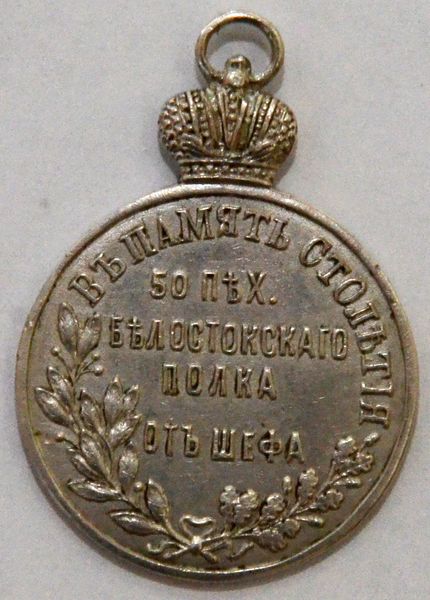 ВЪ ПАМЯТЬ СТОЛѢТІЯ
50 ПѢХ.
БѢЛОСТОКСКАГО
ПОЛКА
ОТЪ ШЕФА